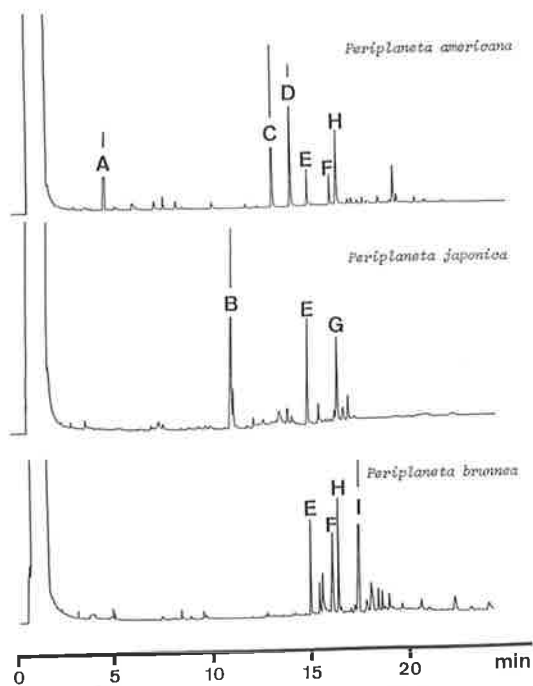 Periplaneta americana
A
C
D
E
F
H
Periplaneta japonica
B
E
G
Periplaneta brunnea
E
F
H
I
0 5 10 15 20 min